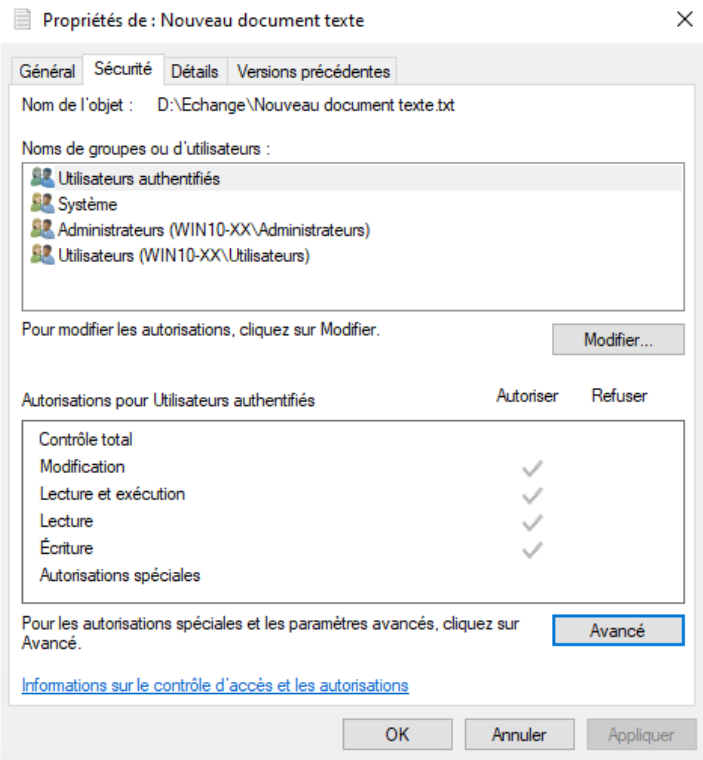 Propriétés de : Nouveau document texte
Général Sécurité Détails Versions précédentes
Nom de l'objet : D:\Echange\Nouveau document texte.txt
Noms de groupes ou d'utilisateurs :
Utilisateurs authentifiés
Système
Administrateurs (WIN10-XX\Administrateurs)
Utilisateurs (WIN10-XX\Utilisateurs)
Pour modifier les autorisations, cliquez sur Modifier.
Modifier...
Autorisations pour Utilisateurs authentifiés Autoriser Refuser
Contrôle total
Modification
Lecture et exécution
Lecture
Écriture
Autorisations spéciales
Pour les autorisations spéciales et les paramètres avancés, cliquez sur
Avancé.
Avancé
Informations sur le contrôle d'accès et les autorisations
OK Annuler Appliquer